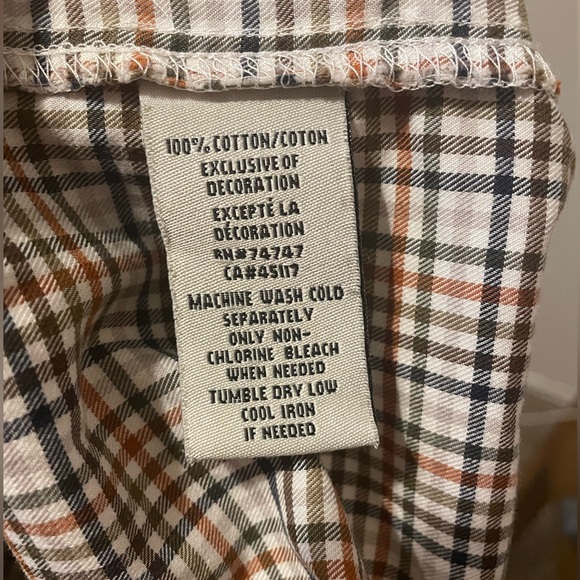 100% COTTON/COTON
EXCLUSIVE OF
DECORATION
EXCEPTÉ LA
DÉCORATION
RN#74747
CA#45117
MACHINE WASH COLD
SEPARATELY
ONLY NON-
CHLORINE BLEACH
WHEN NEEDED
TUMBLE DRY LOW
COOL IRON
IF NEEDED